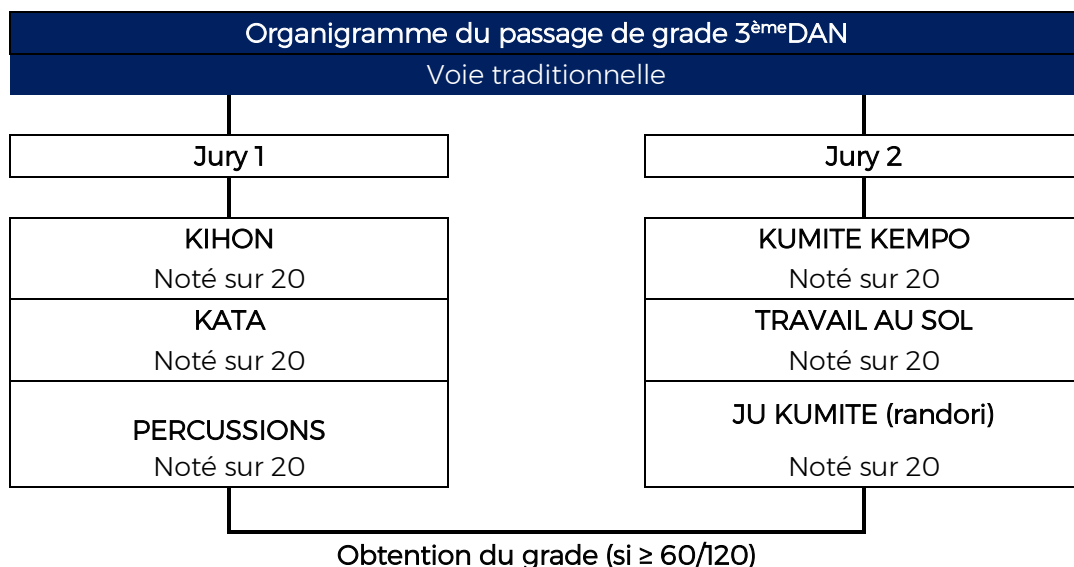 Organigramme du passage de grade 3èmeDAN
Voie traditionnelle
Jury 1
KIHON
Noté sur 20
KATA
Noté sur 20
PERCUSSIONS
Noté sur 20
Jury 2
KUMITE KEMPO
Noté sur 20
TRAVAIL AU SOL
Noté sur 20
JU KUMITE (randori)
Noté sur 20
Obtention du grade (si ≥ 60/120)